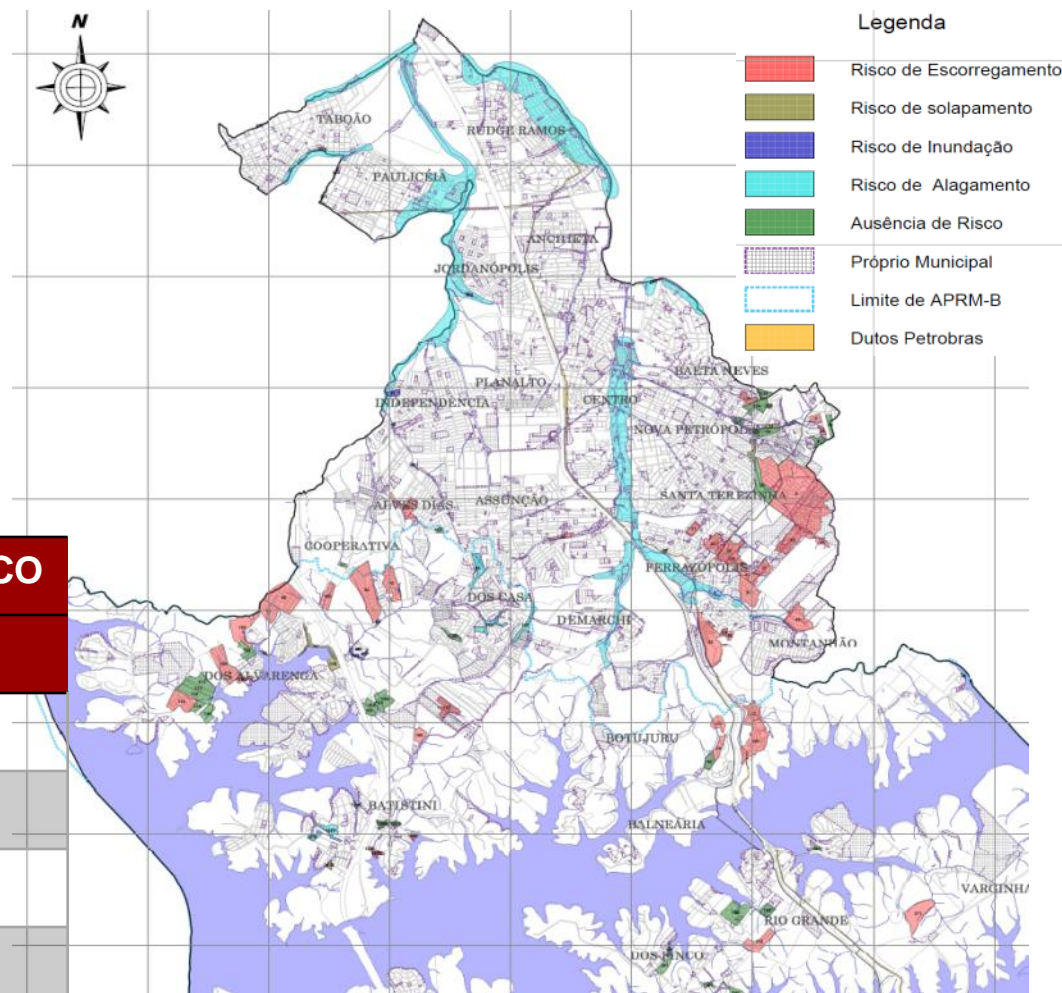 N
Legenda
Risco de Escorregamento
Risco de solapamento
Risco de Inundação
Risco de Alagamento
Ausência de Risco
Próprio Municipal
Limite de APRM-B
Dutos Petrobras
TABOÃO
RUDGE RAMOS
PAULICÉIA
ANCHIETA
JORDANÓPOLIS
BAETA NEVES
PLANALTO
CENTRO
INDEPENDÊNCIA
NOVA PETRÓPOLIS
SANTA TEREZINHA
ALVES DIAS
ASSUNÇÃO
CO
COOPERATIVA
FERRAZÓPOLIS
DOS CASA
DEMARCHI
MONTANHÃO
DOS ALVARENGA
BOTUJURU
BATISTINI
BALNEÁRIA
VARGINHA
RIO GRANDE
DOS FINCO